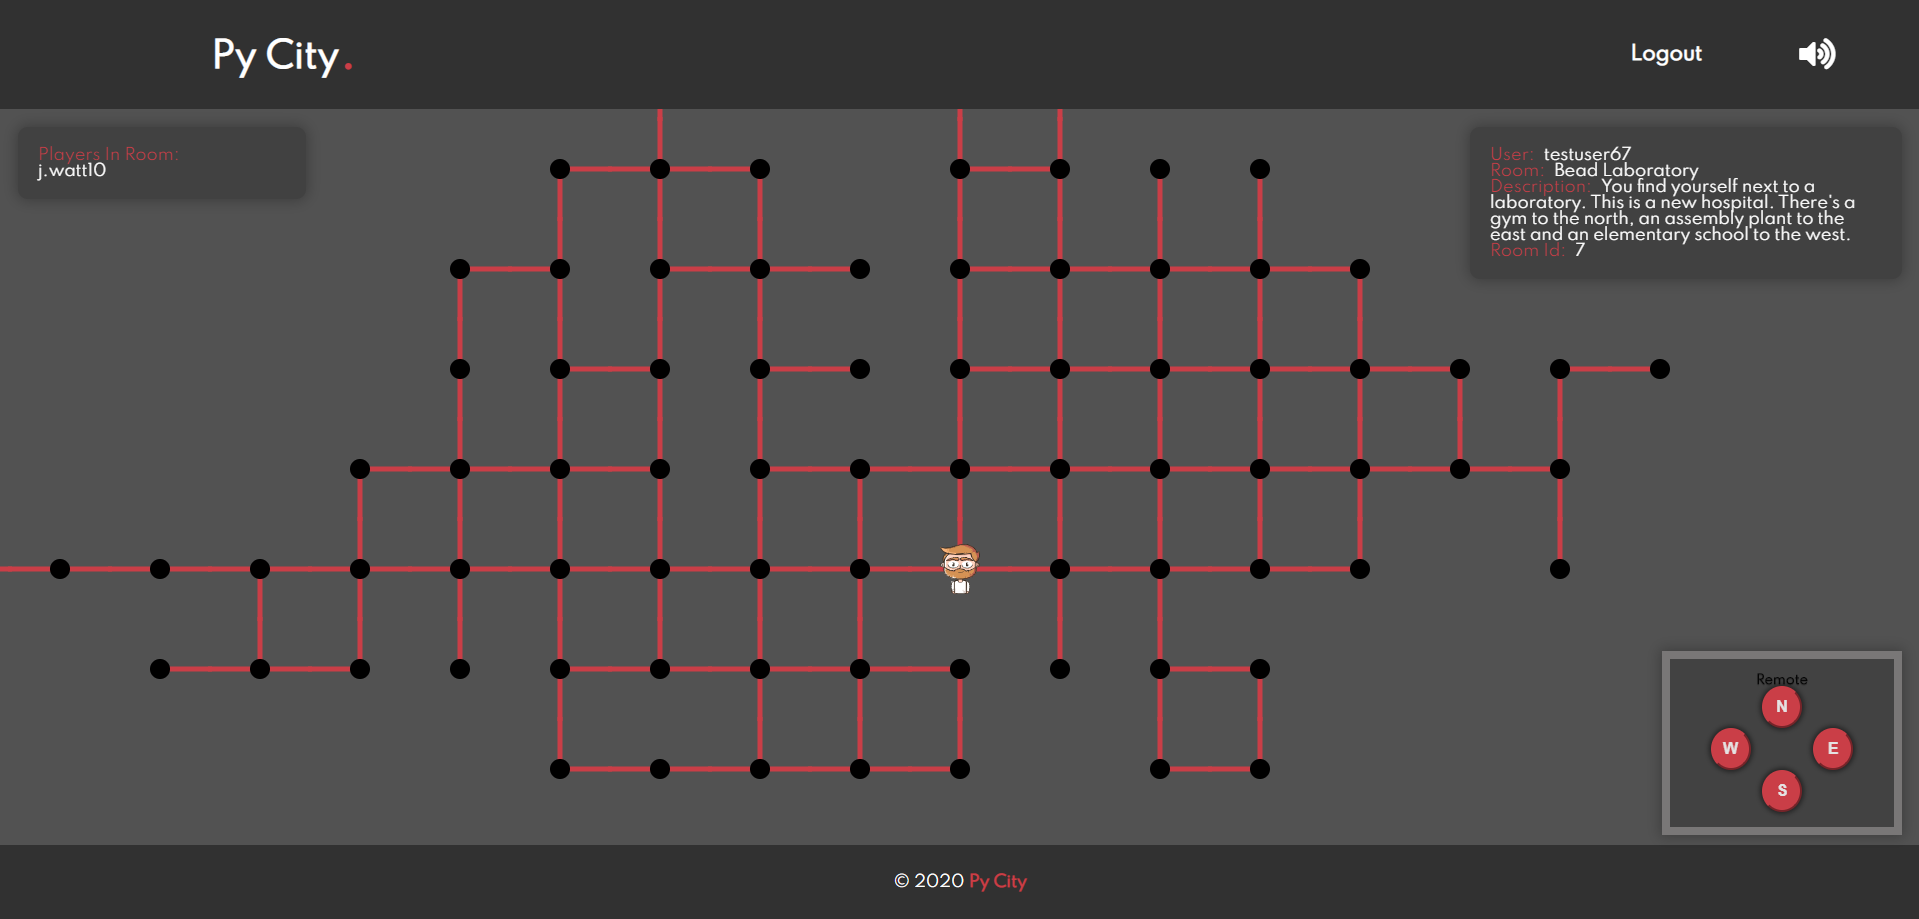 Py City.
Logout
Players In Room:
j.watt10
User: testuser67
Room: Bead Laboratory
Description: You find yourself next to a
laboratory. This is a new hospital. There's a
gym to the north, an assembly plant to the
east and an elementary school to the west.
Room Id: 7
Remote
N
W E
S
© 2020 Py City